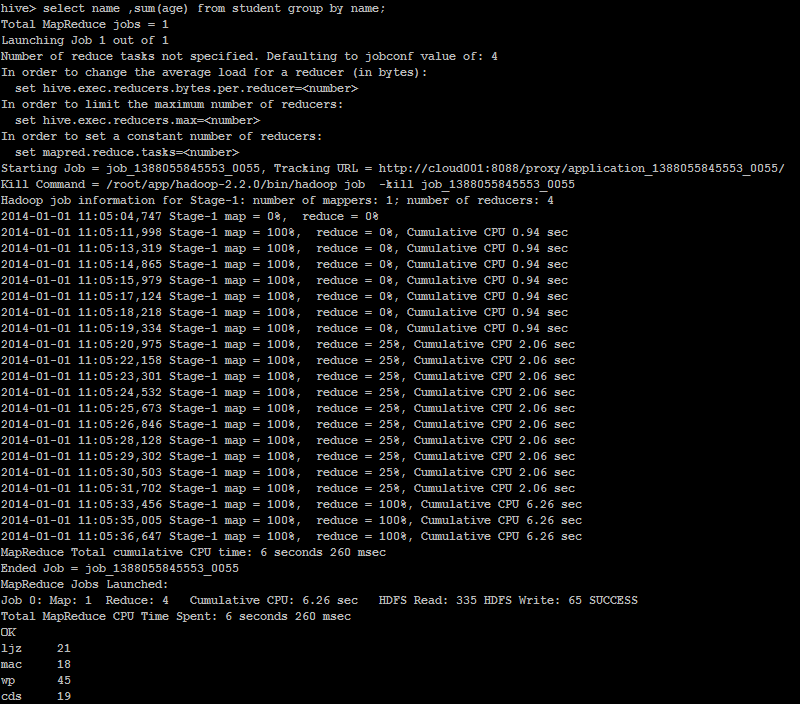 hive> select name ,sum(age) from student group by name;
Total MapReduce jobs = 1
Launching Job 1 out of 1
Number of reduce tasks not specified. Defaulting to jobconf value of: 4
In order to change the average load for a reducer (in bytes):
  set hive.exec.reducers.bytes.per.reducer=<number>
In order to limit the maximum number of reducers:
  set hive.exec.reducers.max=<number>
In order to set a constant number of reducers:
  set mapred.reduce.tasks=<number>
Starting Job = job_1388055845553_0055, Tracking URL = http://cloud001:8088/proxy/application_1388055845553_0055/
Kill Command = /root/app/hadoop-2.2.0/bin/hadoop job  -kill job_1388055845553_0055
Hadoop job information for Stage-1: number of mappers: 1; number of reducers: 4
2014-01-01 11:05:04,747 Stage-1 map = 0%,  reduce = 0%
2014-01-01 11:05:11,998 Stage-1 map = 100%,  reduce = 0%, Cumulative CPU 0.94 sec
2014-01-01 11:05:13,319 Stage-1 map = 100%,  reduce = 0%, Cumulative CPU 0.94 sec
2014-01-01 11:05:14,865 Stage-1 map = 100%,  reduce = 0%, Cumulative CPU 0.94 sec
2014-01-01 11:05:15,979 Stage-1 map = 100%,  reduce = 0%, Cumulative CPU 0.94 sec
2014-01-01 11:05:17,124 Stage-1 map = 100%,  reduce = 0%, Cumulative CPU 0.94 sec
2014-01-01 11:05:18,218 Stage-1 map = 100%,  reduce = 0%, Cumulative CPU 0.94 sec
2014-01-01 11:05:19,334 Stage-1 map = 100%,  reduce = 0%, Cumulative CPU 0.94 sec
2014-01-01 11:05:20,975 Stage-1 map = 100%,  reduce = 25%, Cumulative CPU 2.06 sec
2014-01-01 11:05:22,158 Stage-1 map = 100%,  reduce = 25%, Cumulative CPU 2.06 sec
2014-01-01 11:05:23,301 Stage-1 map = 100%,  reduce = 25%, Cumulative CPU 2.06 sec
2014-01-01 11:05:24,532 Stage-1 map = 100%,  reduce = 25%, Cumulative CPU 2.06 sec
2014-01-01 11:05:25,673 Stage-1 map = 100%,  reduce = 25%, Cumulative CPU 2.06 sec
2014-01-01 11:05:26,846 Stage-1 map = 100%,  reduce = 25%, Cumulative CPU 2.06 sec
2014-01-01 11:05:28,128 Stage-1 map = 100%,  reduce = 25%, Cumulative CPU 2.06 sec
2014-01-01 11:05:29,302 Stage-1 map = 100%,  reduce = 25%, Cumulative CPU 2.06 sec
2014-01-01 11:05:30,503 Stage-1 map = 100%,  reduce = 25%, Cumulative CPU 2.06 sec
2014-01-01 11:05:31,702 Stage-1 map = 100%,  reduce = 25%, Cumulative CPU 2.06 sec
2014-01-01 11:05:33,456 Stage-1 map = 100%,  reduce = 100%, Cumulative CPU 6.26 sec
2014-01-01 11:05:35,005 Stage-1 map = 100%,  reduce = 100%, Cumulative CPU 6.26 sec
2014-01-01 11:05:36,647 Stage-1 map = 100%,  reduce = 100%, Cumulative CPU 6.26 sec
MapReduce Total cumulative CPU time: 6 seconds 260 msec
Ended Job = job_1388055845553_0055
MapReduce Jobs Launched:
Job 0: Map: 1  Reduce: 4   Cumulative CPU: 6.26 sec   HDFS Read: 335 HDFS Write: 65 SUCCESS
Total MapReduce CPU Time Spent: 6 seconds 260 msec
OK
ljz     21
mac     18
wp      45
cds     19